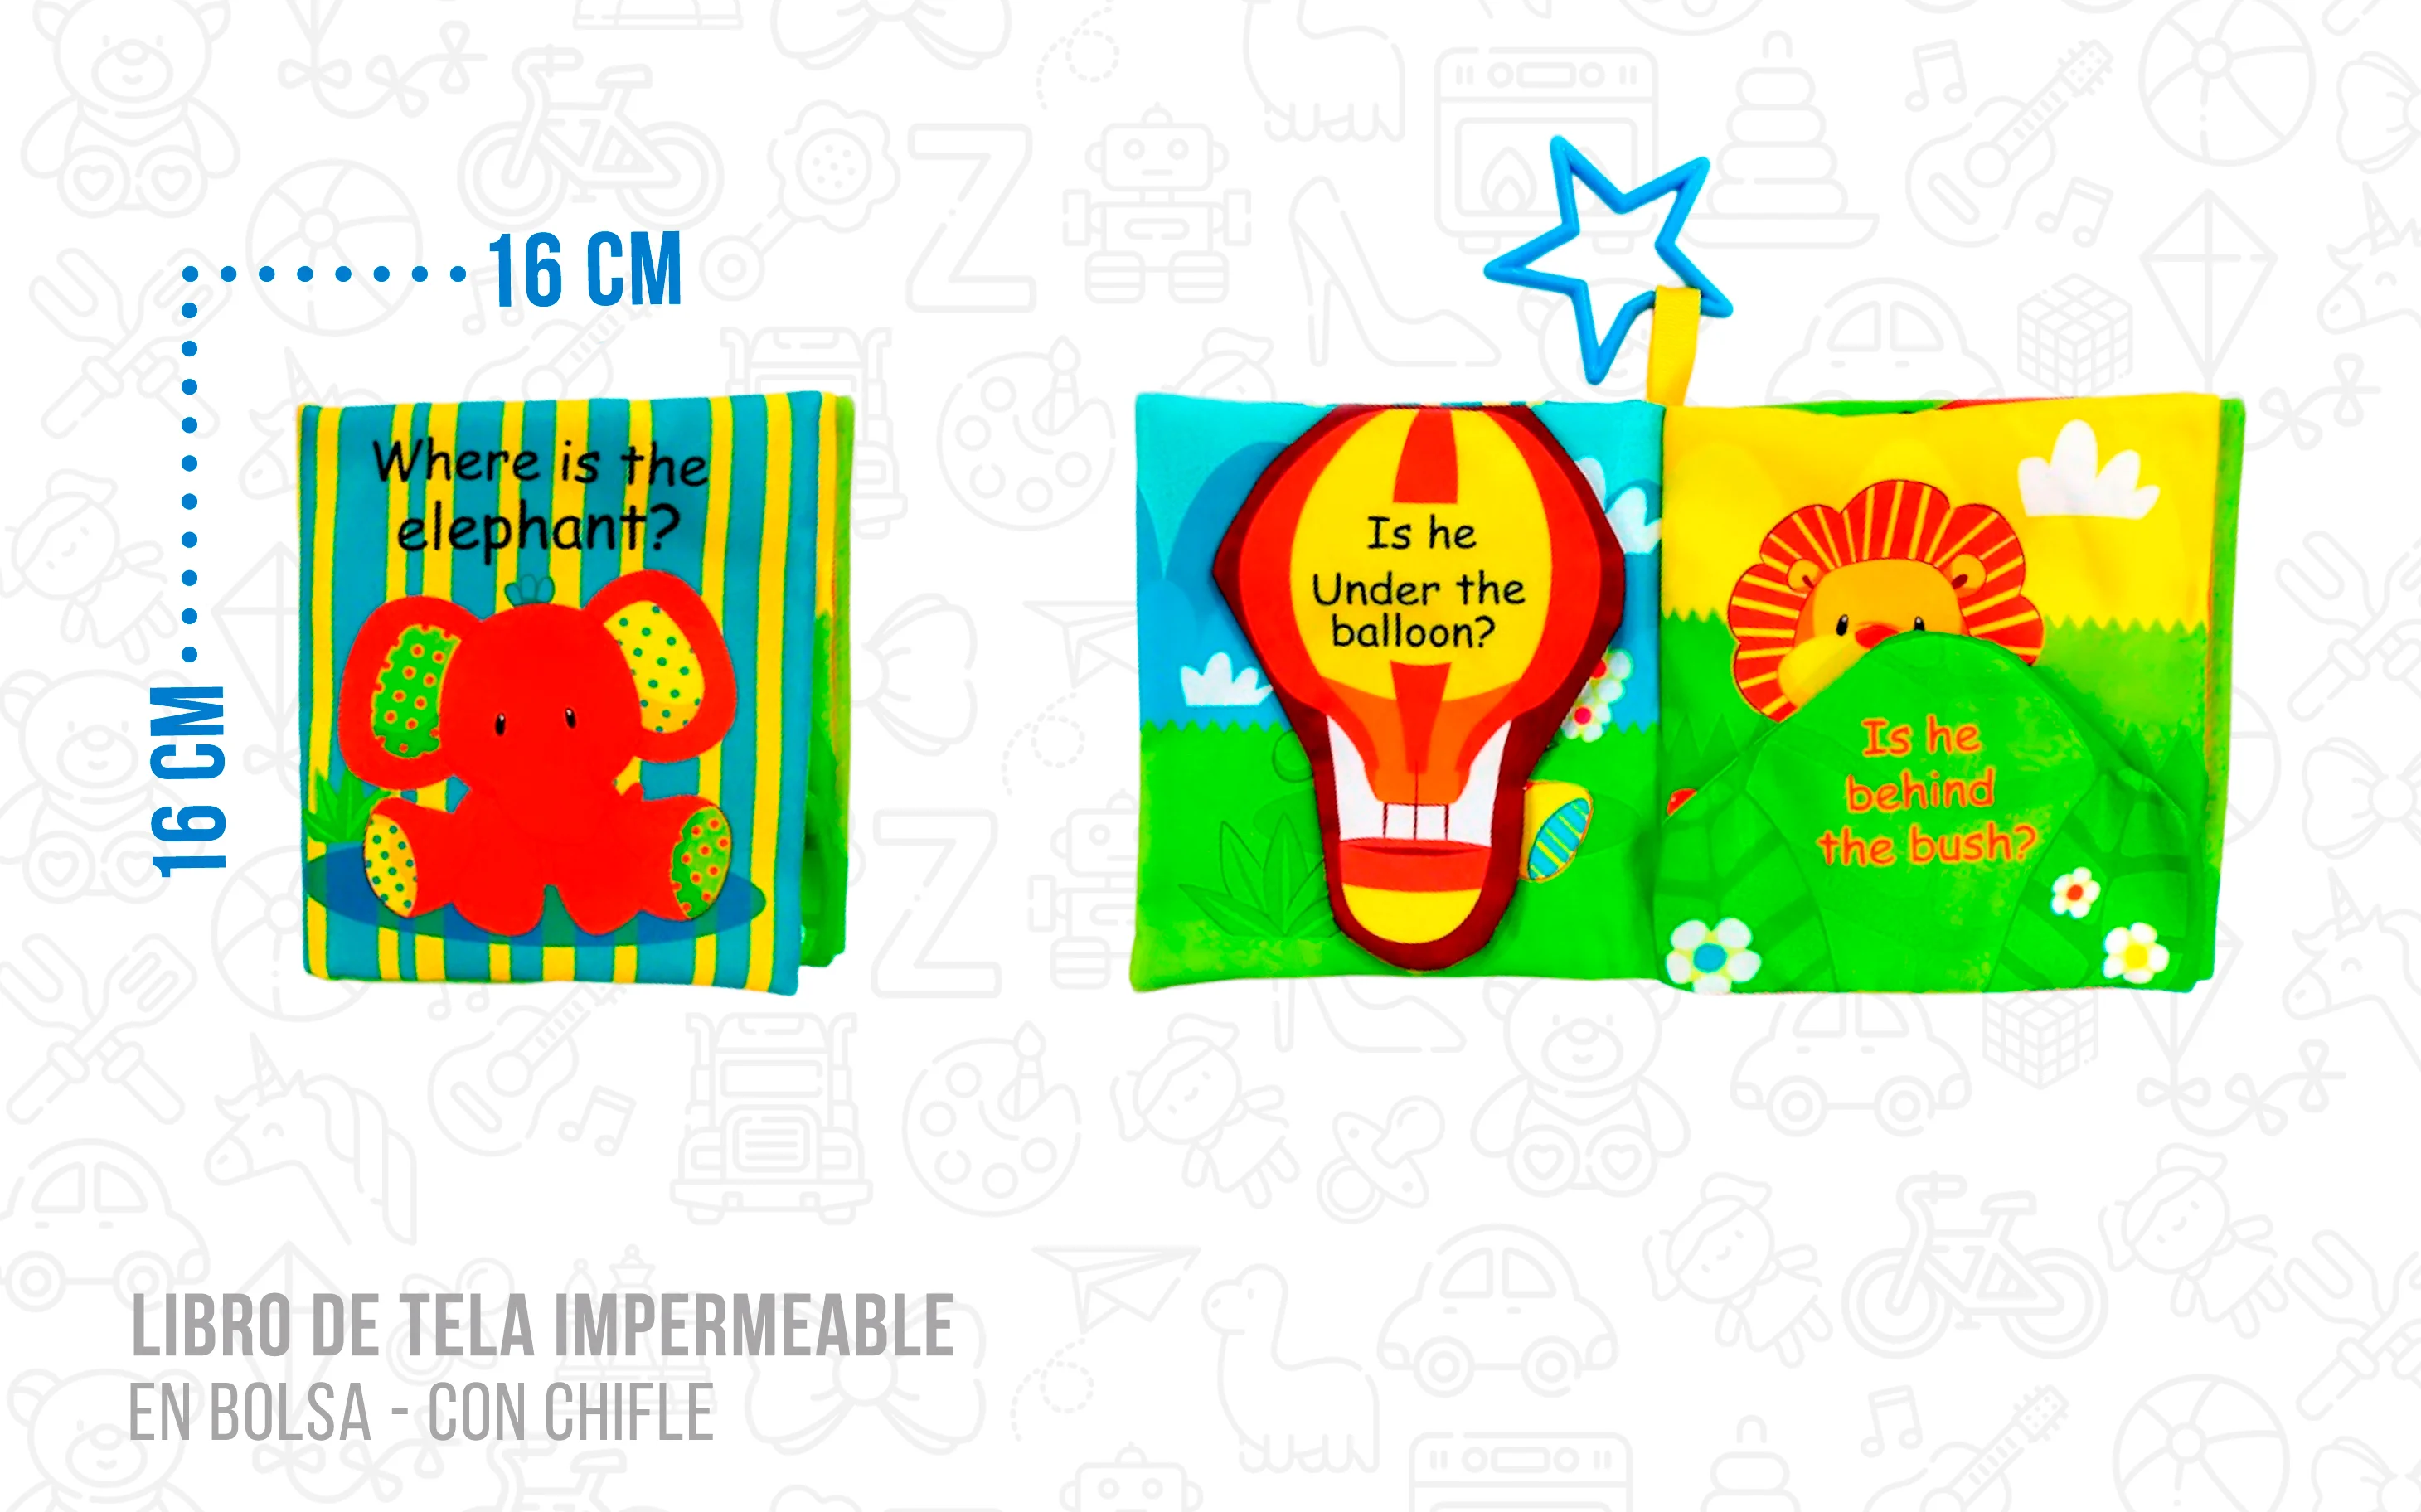 16 CM
16 CM
Where is the
elephant?
Is he
Under the
balloon?
Is he
behind
the bush?
LIBRO DE TELA IMPERMEABLE
EN BOLSA - CON CHIFLE